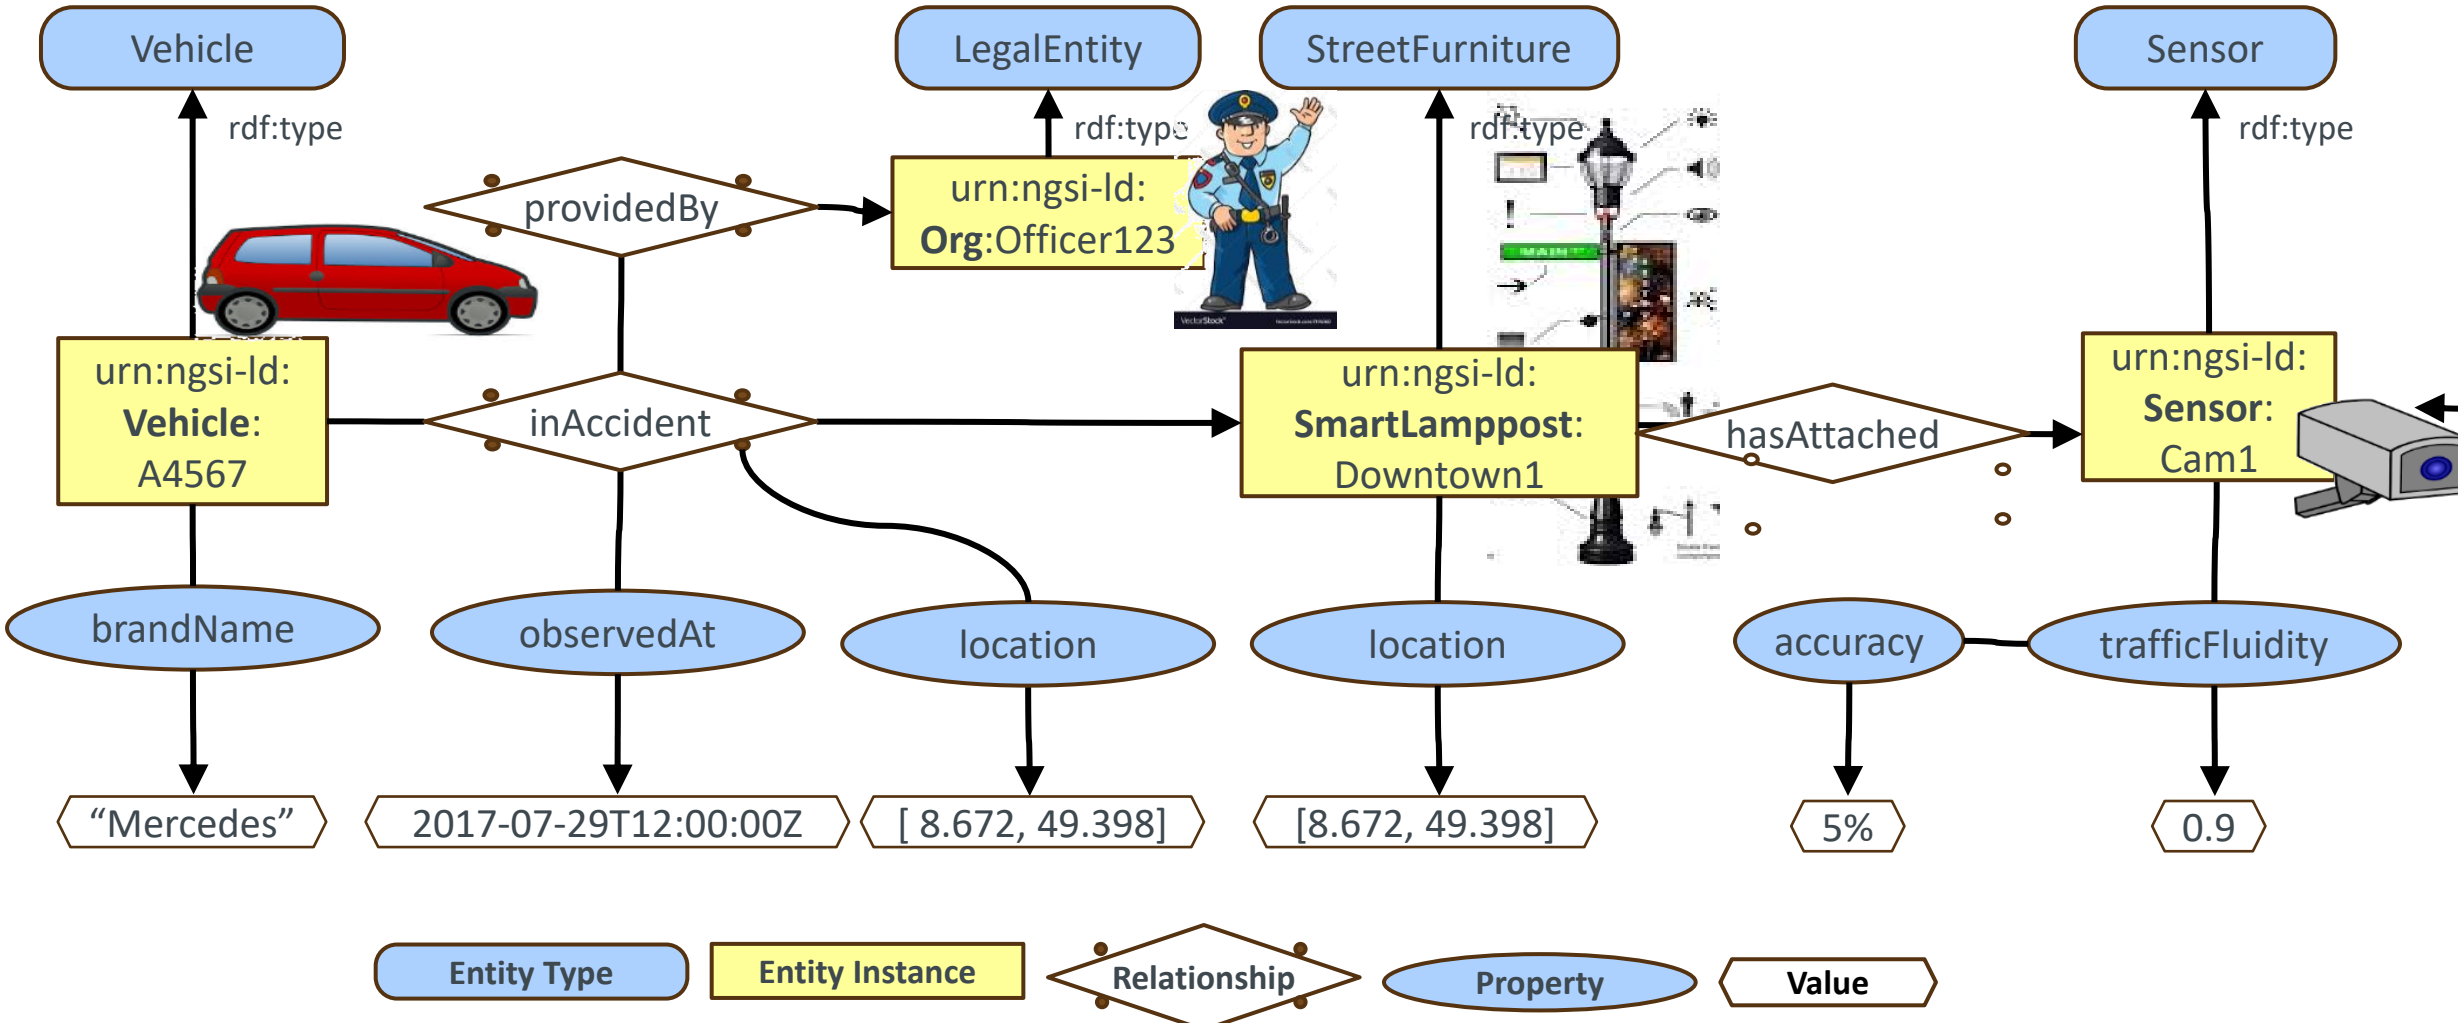 Vehicle
LegalEntity
StreetFurniture
Sensor
rdf:type
rdf:type
rdf:type
rdf:type
providedBy
urn:ngsi-ld:
Org:Officer123
VectorStock
urn:ngsi-ld:
Vehicle:
A4567
inAccident
urn:ngsi-ld:
SmartLamppost:
Downtown1
hasAttached
urn:ngsi-ld:
Sensor:
Cam1
brandName
observedAt
location
location
accuracy
trafficFluidity
“Mercedes”
2017-07-29T12:00:00Z
[ 8.672, 49.398]
[8.672, 49.398]
5%
0.9
Entity Type
Entity Instance
Relationship
Property
Value